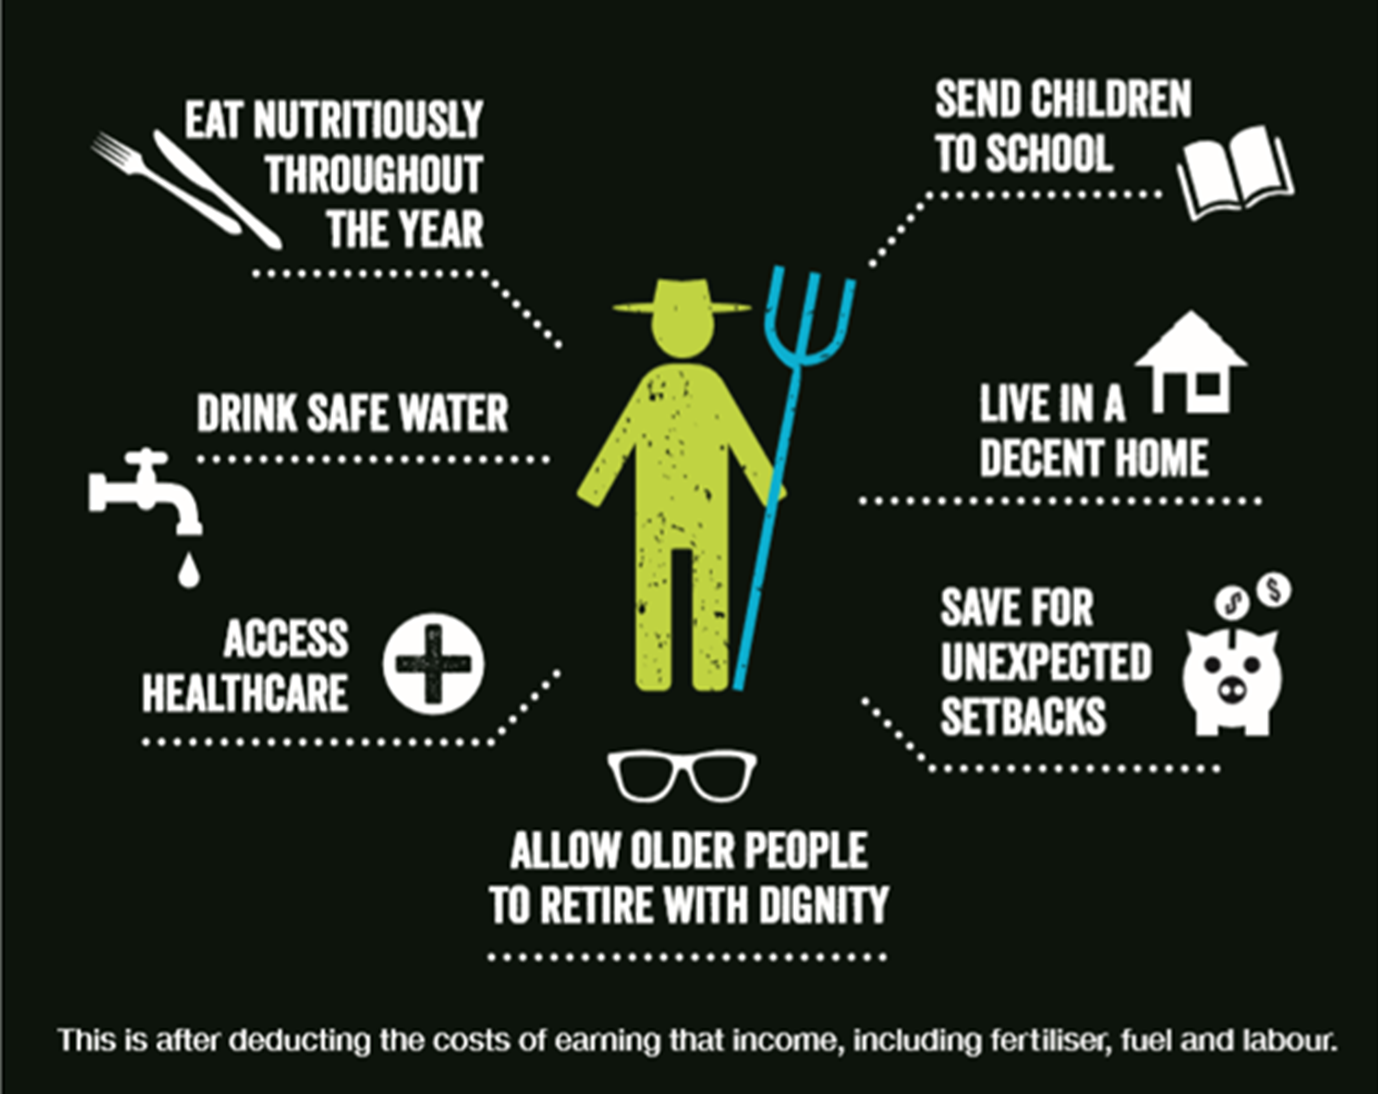 EAT NUTRITIOUSLY
THROUGHOUT
THE YEAR
SEND CHILDREN
TO SCHOOL
DRINK SAFE WATER
LIVE IN A
DECENT HOME
ACCESS
HEALTHCARE
SAVE FOR
UNEXPECTED
SETBACKS
$ $
ALLOW OLDER PEOPLE
TO RETIRE WITH DIGNITY
This is after deducting the costs of earning that income, including fertiliser, fuel and labour.